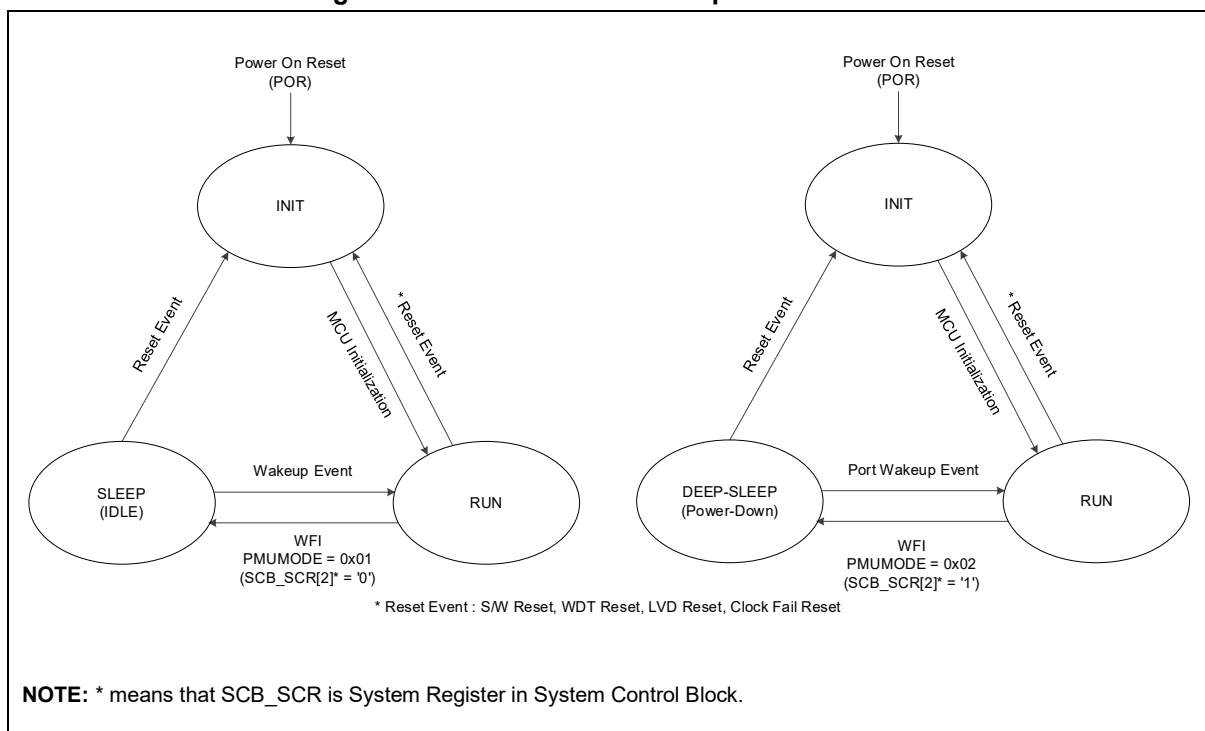 Power On Reset
(POR)
INIT
Reset Event
MCU Initialization
* Reset Event
SLEEP
(IDLE)
Wakeup Event
RUN
WFI
PMUMODE = 0x01
(SCB_SCR[2]* = '0')
Power On Reset
(POR)
INIT
Reset Event
MCU Initialization
* Reset Event
DEEP-SLEEP
(Power-Down)
Port Wakeup Event
RUN
WFI
PMUMODE = 0x02
(SCB_SCR[2]* = '1')
* Reset Event : S/W Reset, WDT Reset, LVD Reset, Clock Fail Reset
NOTE: * means that SCB_SCR is System Register in System Control Block.